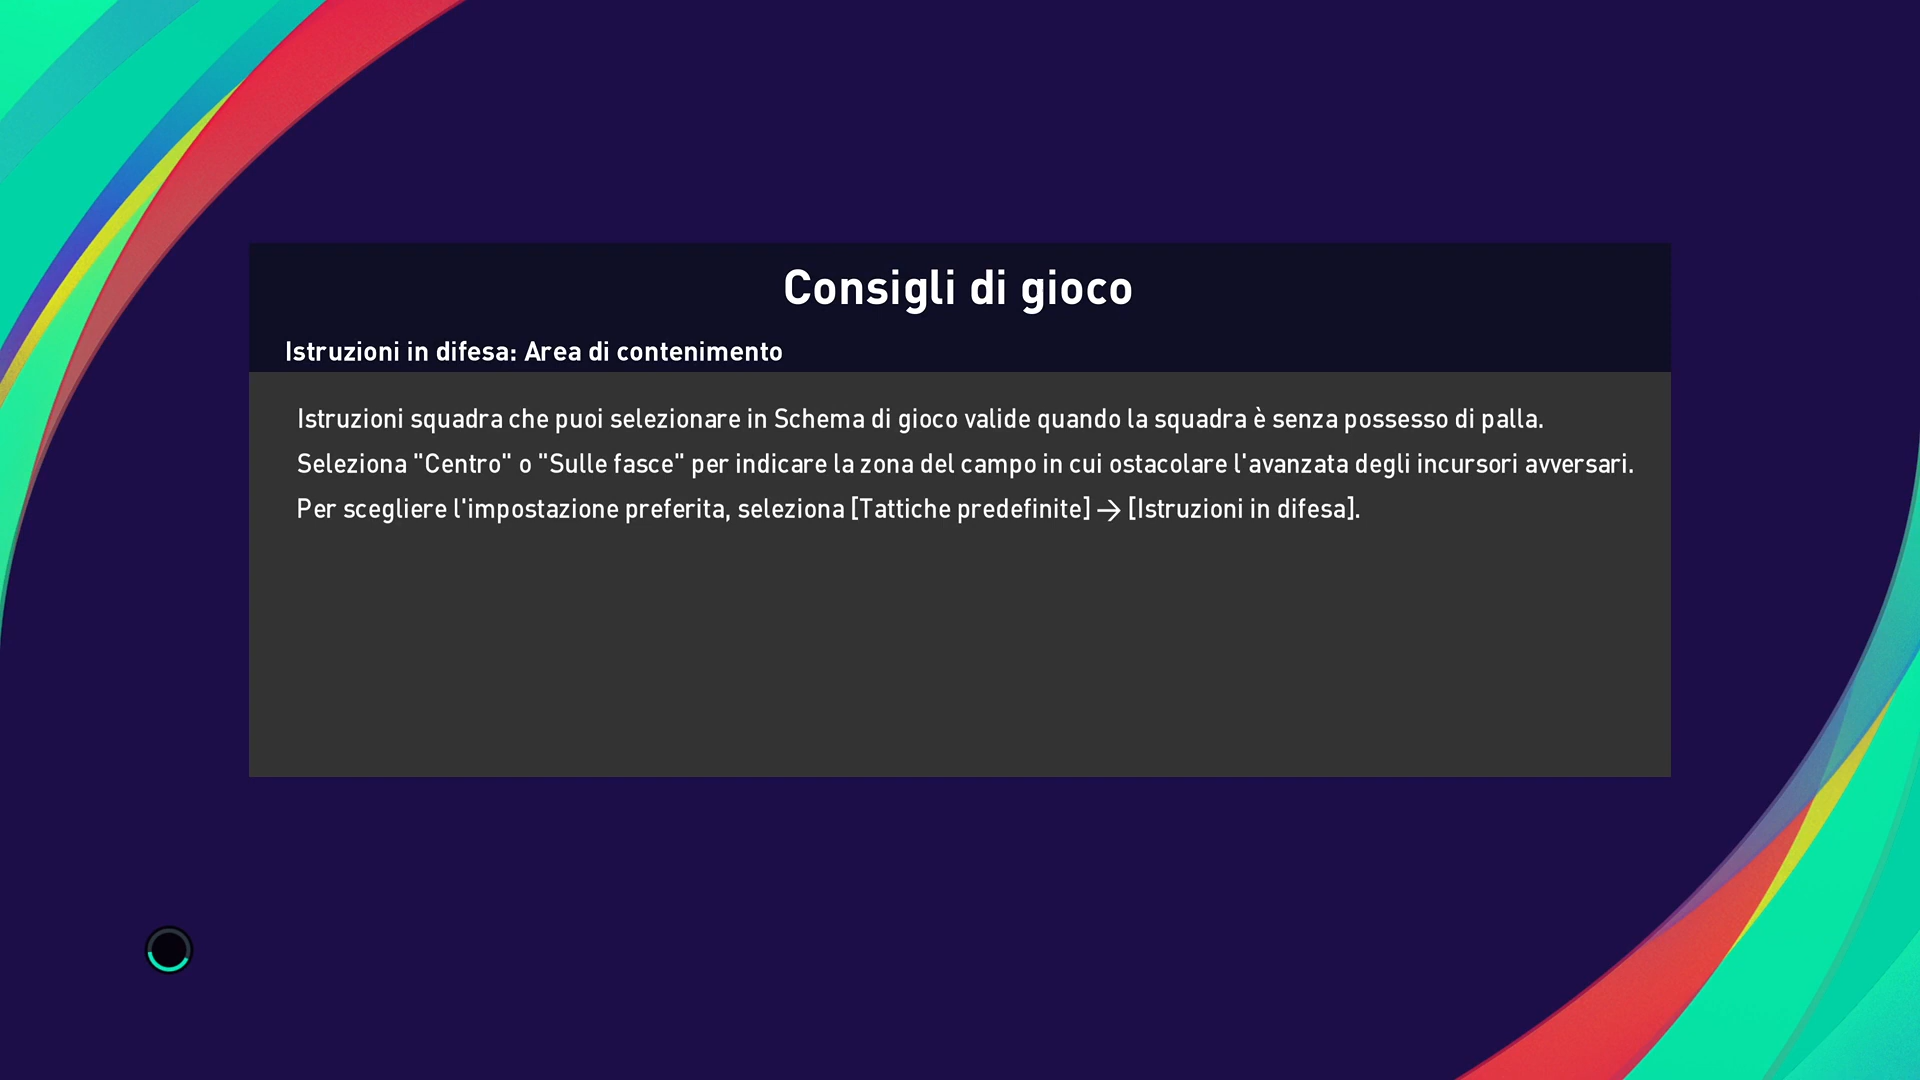 Consigli di gioco
Istruzioni in difesa: Area di contenimento
Istruzioni squadra che puoi selezionare in Schema di gioco valide quando la squadra è senza possesso di palla.
Seleziona "Centro" o "Sulle fasce" per indicare la zona del campo in cui ostacolare l'avanzata degli incursori avversari.
Per scegliere l'impostazione preferita, seleziona [Tattiche predefinite] → [Istruzioni in difesa].